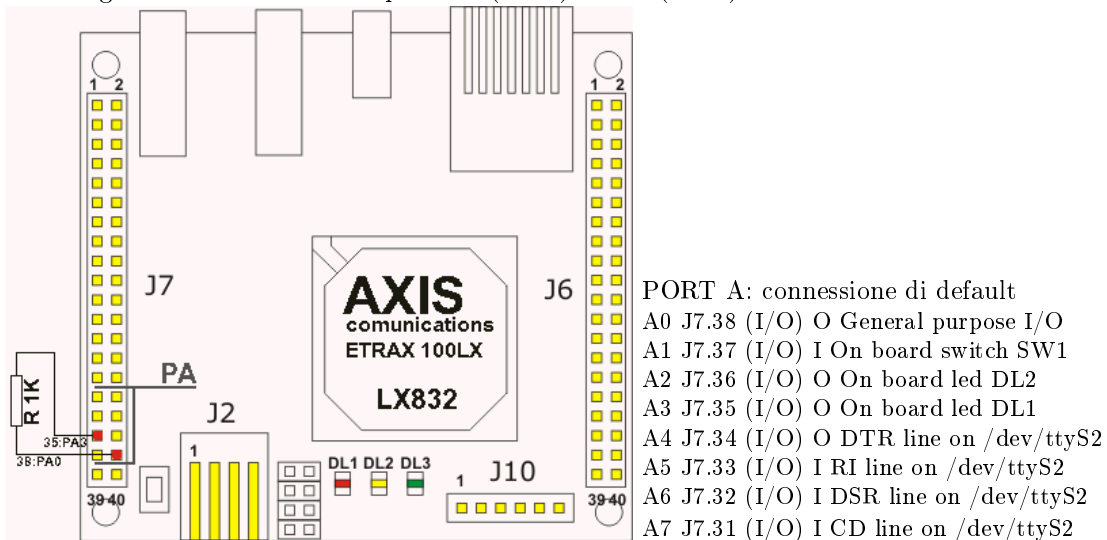 1 2
1 2
J7
J6
AXIS
comunications
ETRAX 100LX
LX832
PA
R 1K
35:PA3
38:PA0
J2
1
DL1 DL2 DL3
1
J10
39-40
39-40
PORT A: connessione di default
A0 J7.38 (I/O) O General purpose I/O
A1 J7.37 (I/O) I On board switch SW1
A2 J7.36 (I/O) O On board led DL2
A3 J7.35 (I/O) O On board led DL1
A4 J7.34 (I/O) O DTR line on /dev/ttyS2
A5 J7.33 (I/O) I RI line on /dev/ttyS2
A6 J7.32 (I/O) I DSR line on /dev/ttyS2
A7 J7.31 (I/O) I CD line on /dev/ttyS2